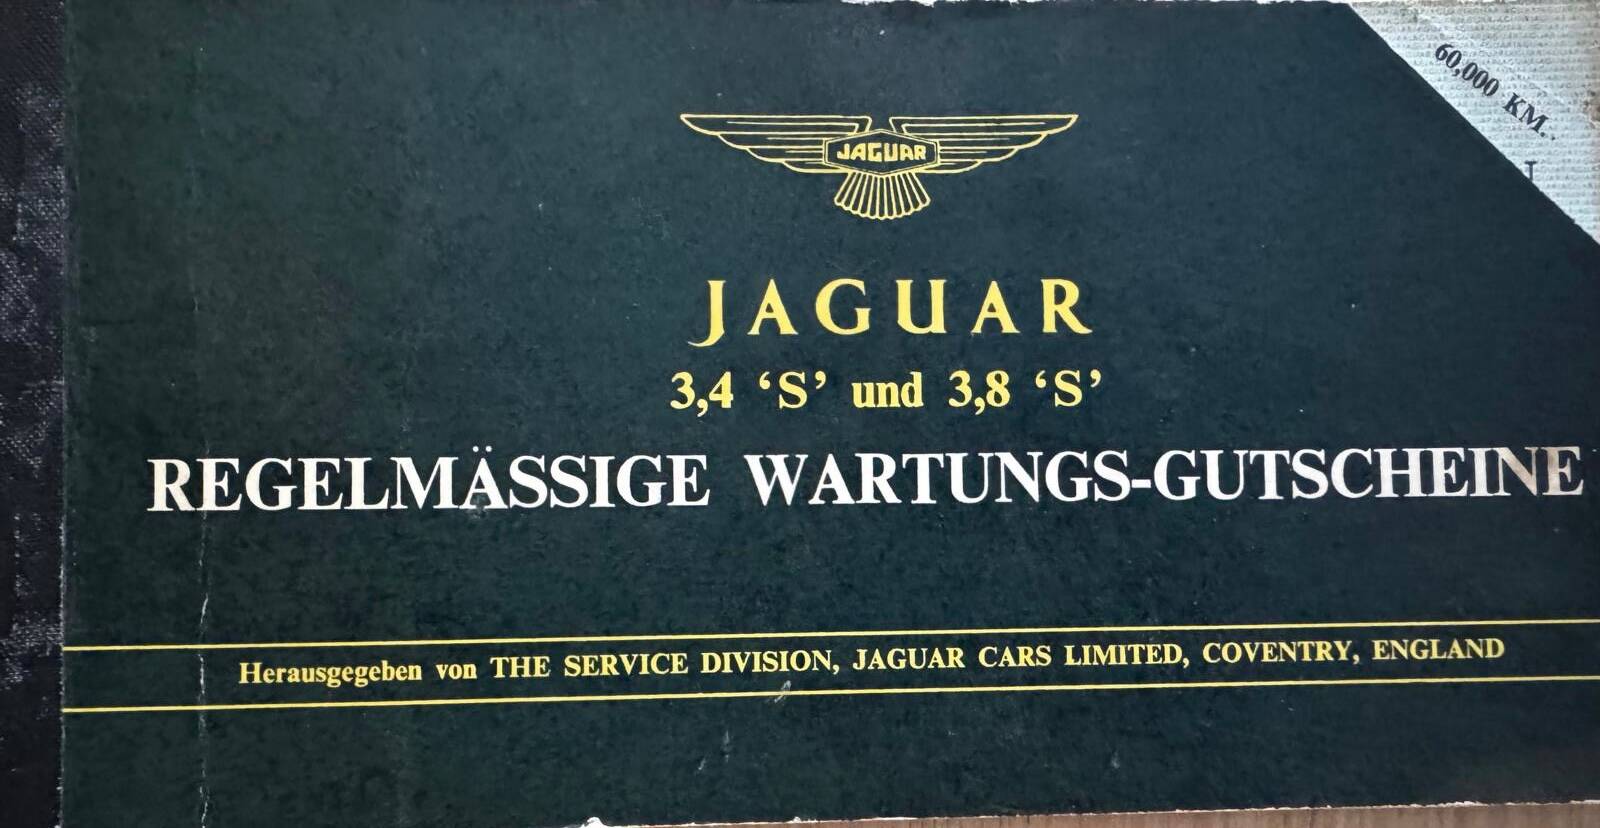 60,000 KM.
JAGUAR
JAGUAR
3,4 ‘S’ und 3,8 ‘S’
REGELMÄSSIGE WARTUNGS-GUTSCHEINE
Herausgegeben von THE SERVICE DIVISION, JAGUAR CARS LIMITED, COVENTRY, ENGLAND